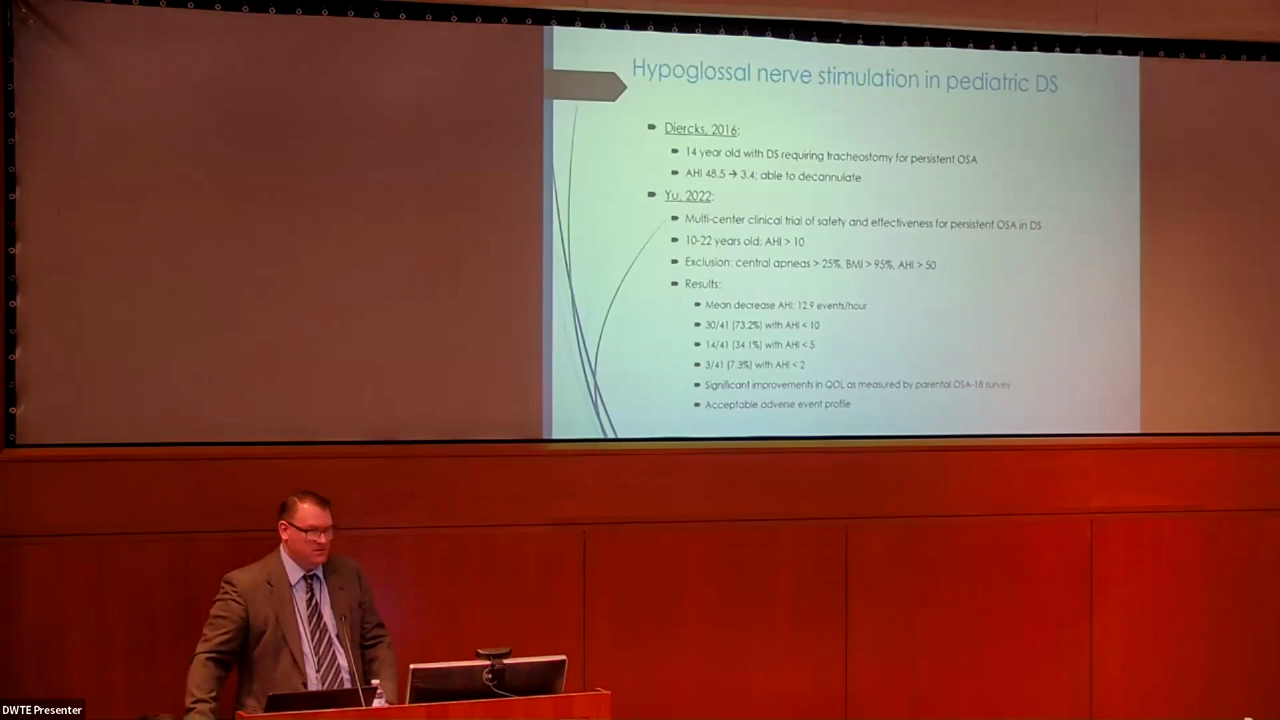 Hypoglossal nerve stimulation in pediatric DS
Diercks, 2016:
14 year old with DS requiring tracheostomy for persistent OSA
AHI 48.5 → 3.4; able to decannulate
Yu, 2022:
Multi-center clinical trial of safety and effectiveness for persistent OSA in DS
10-22 years old; AHI > 10
Exclusion: central apneas > 25%, BMI > 95%, AHI > 50
Results:
Mean decrease AHI: 12.9 events/hour
30/41 (73.2%) with AHI < 10
14/41 (34.1%) with AHI < 5
3/41 (7.3%) with AHI < 2
Significant improvements in QOL as measured by parental OSA-18 survey
Acceptable adverse event profile
DWTE Presenter